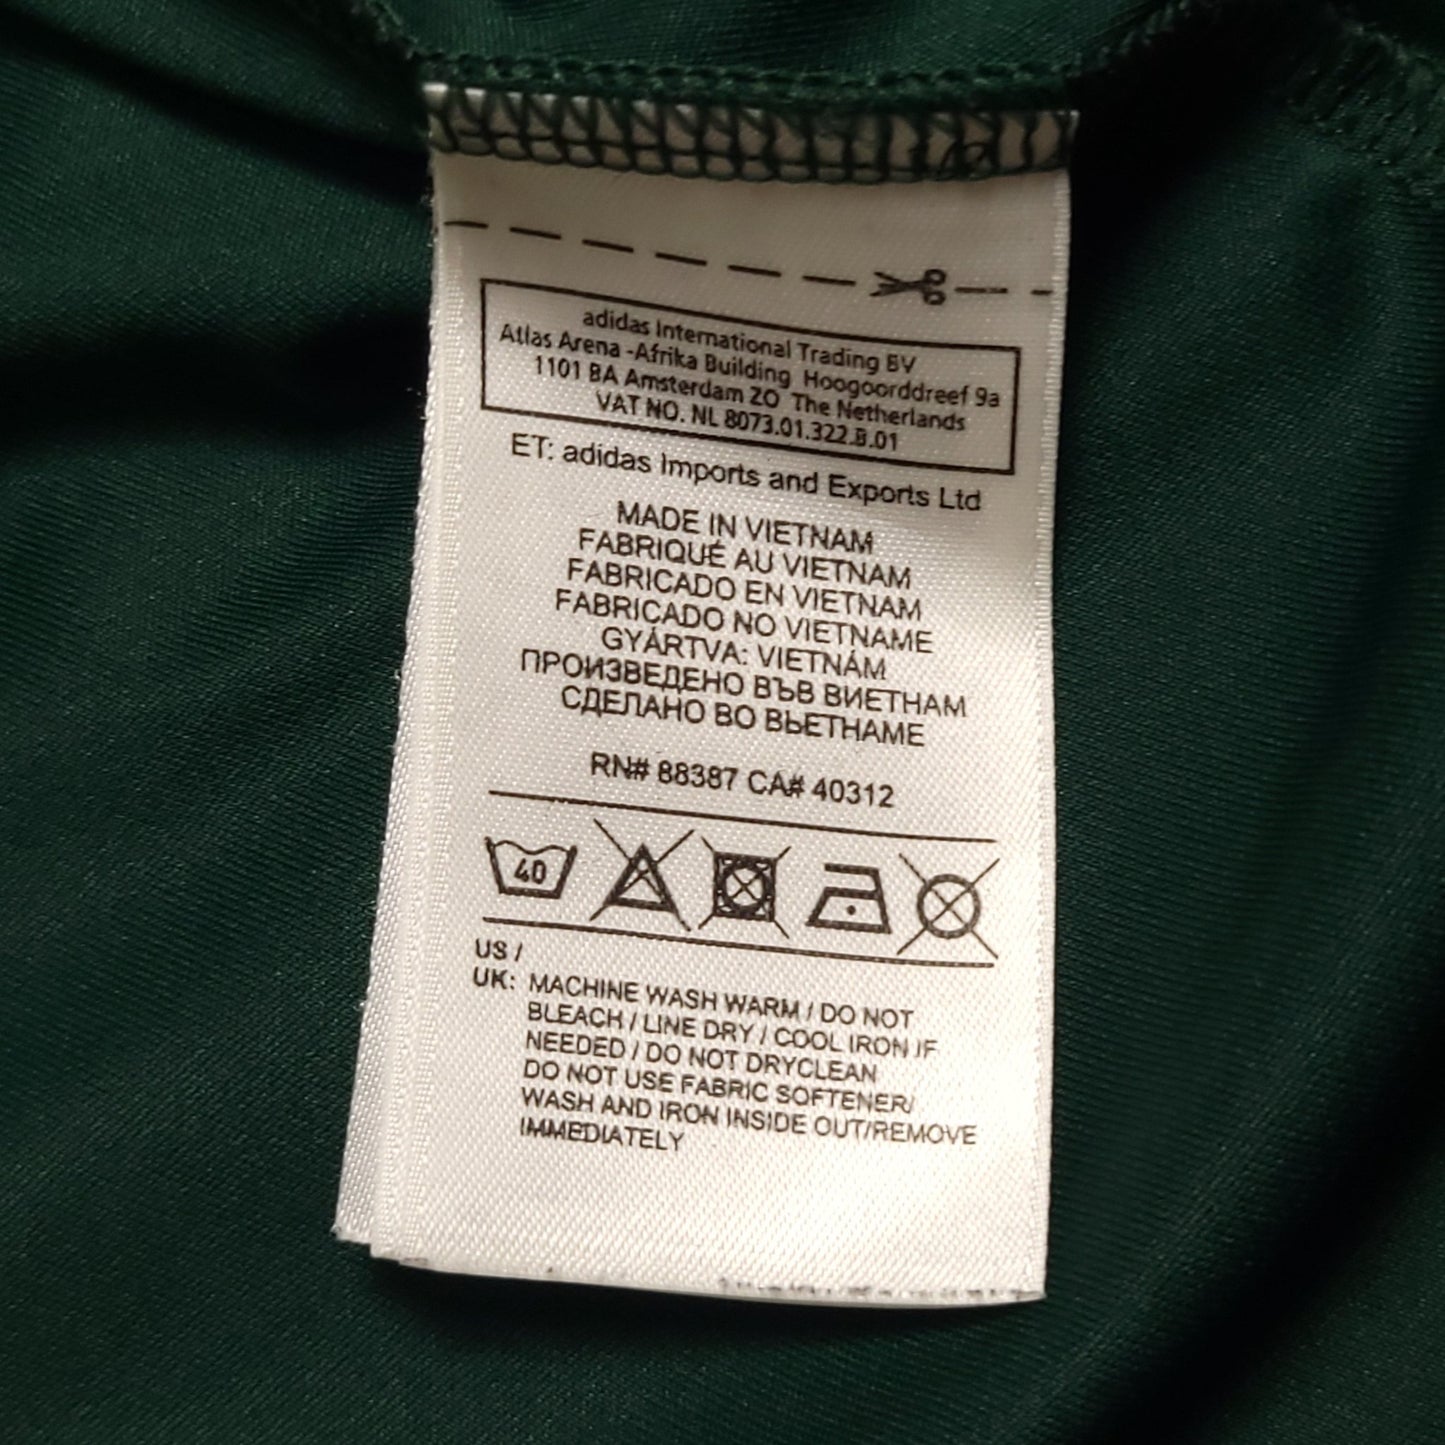 adidas International Trading BV
Atlas Arena -Afrika Building Hoogoorddreef 9a
1101 BA Amsterdam ZO The Netherlands
VAT NO. NL 8073.01.322.B.01
ET: adidas Imports and Exports Ltd
MADE IN VIETNAM
FABRIQUÉ AU VIETNAM
FABRICADO EN VIETNAM
FABRICADO NO VIETNAME
GYÁRTVA: VIETNÁM
ПРОИЗВЕДЕНО ВЪВ ВИЕТНАМ
СДЕЛАНО ВО ВЬЕТНАМЕ
RN# 88387 CA# 40312
40
US /
UK: MACHINE WASH WARM / DO NOT
BLEACH / LINE DRY / COOL IRON IF
NEEDED / DO NOT DRYCLEAN
DO NOT USE FABRIC SOFTENER/
WASH AND IRON INSIDE OUT/REMOVE
IMMEDIATELY